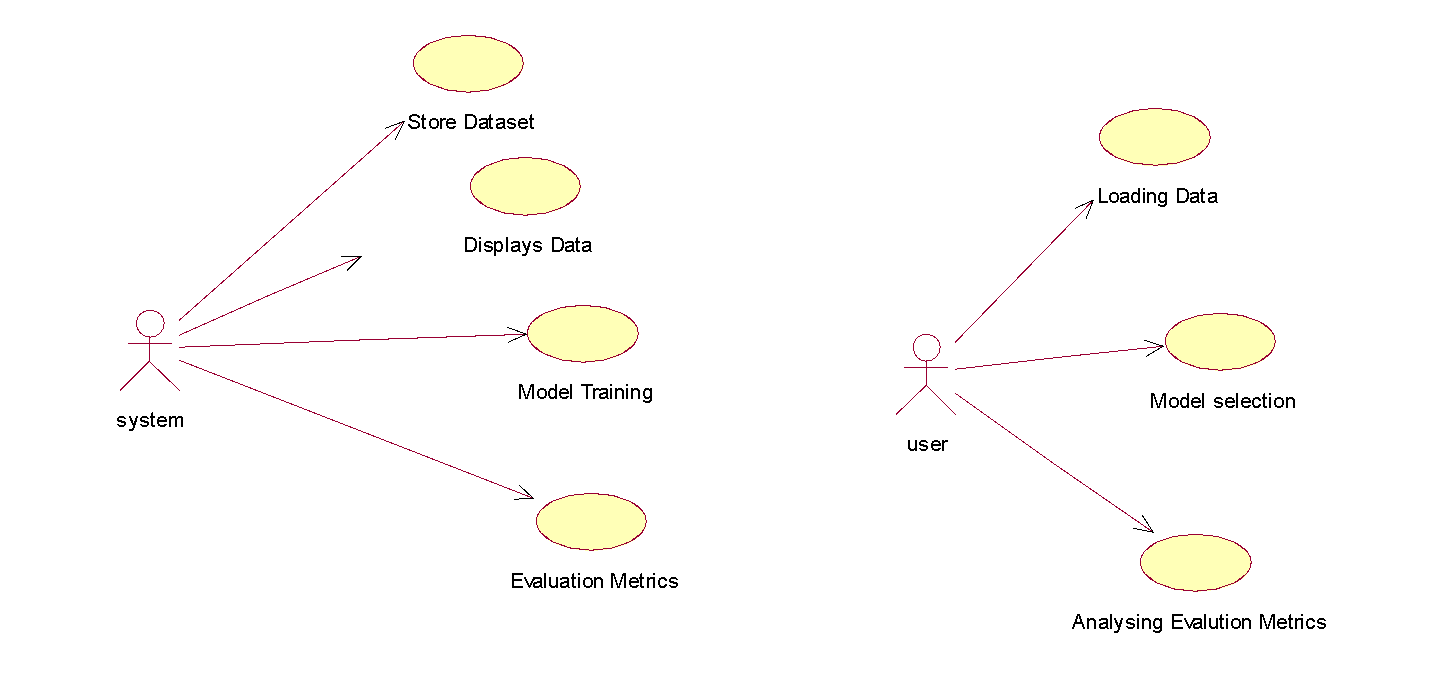 Store Dataset
Displays Data
Model Training
system
Evaluation Metrics
Loading Data
Model selection
user
Analysing Evalution Metrics